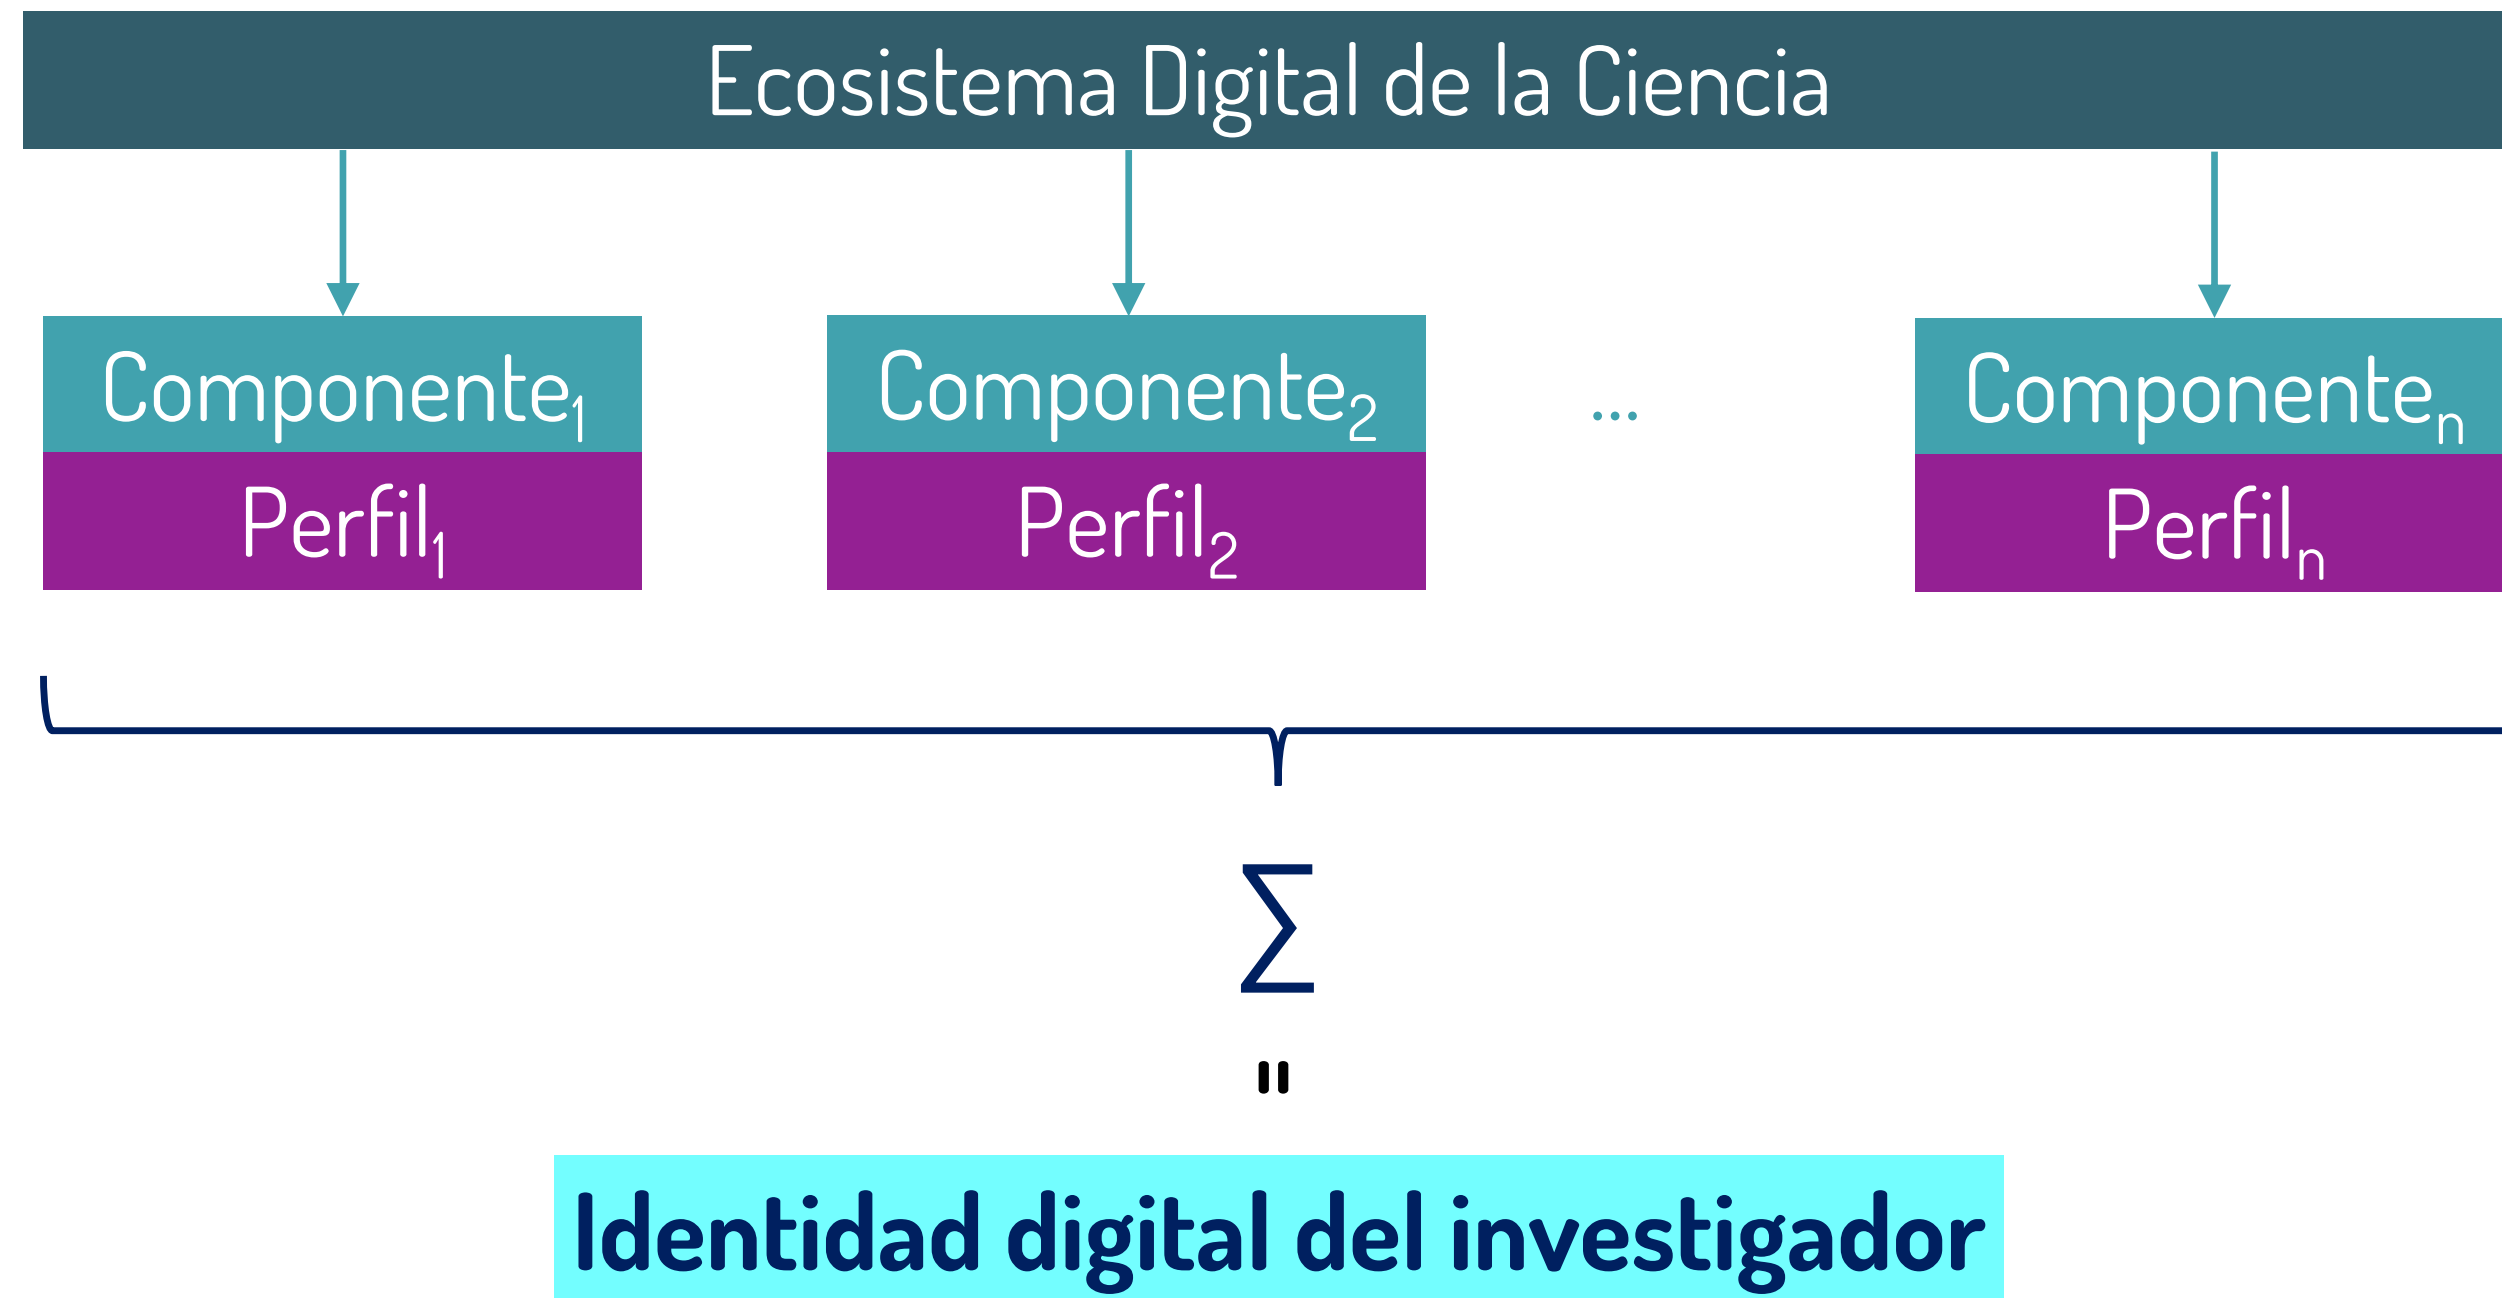 Ecosistema Digital de la Ciencia
Componente₁
Componente₂
...
Componenteₙ
Perfil₁
Perfil₂
Perfilₙ
∑
=
Identidad digital del investigador